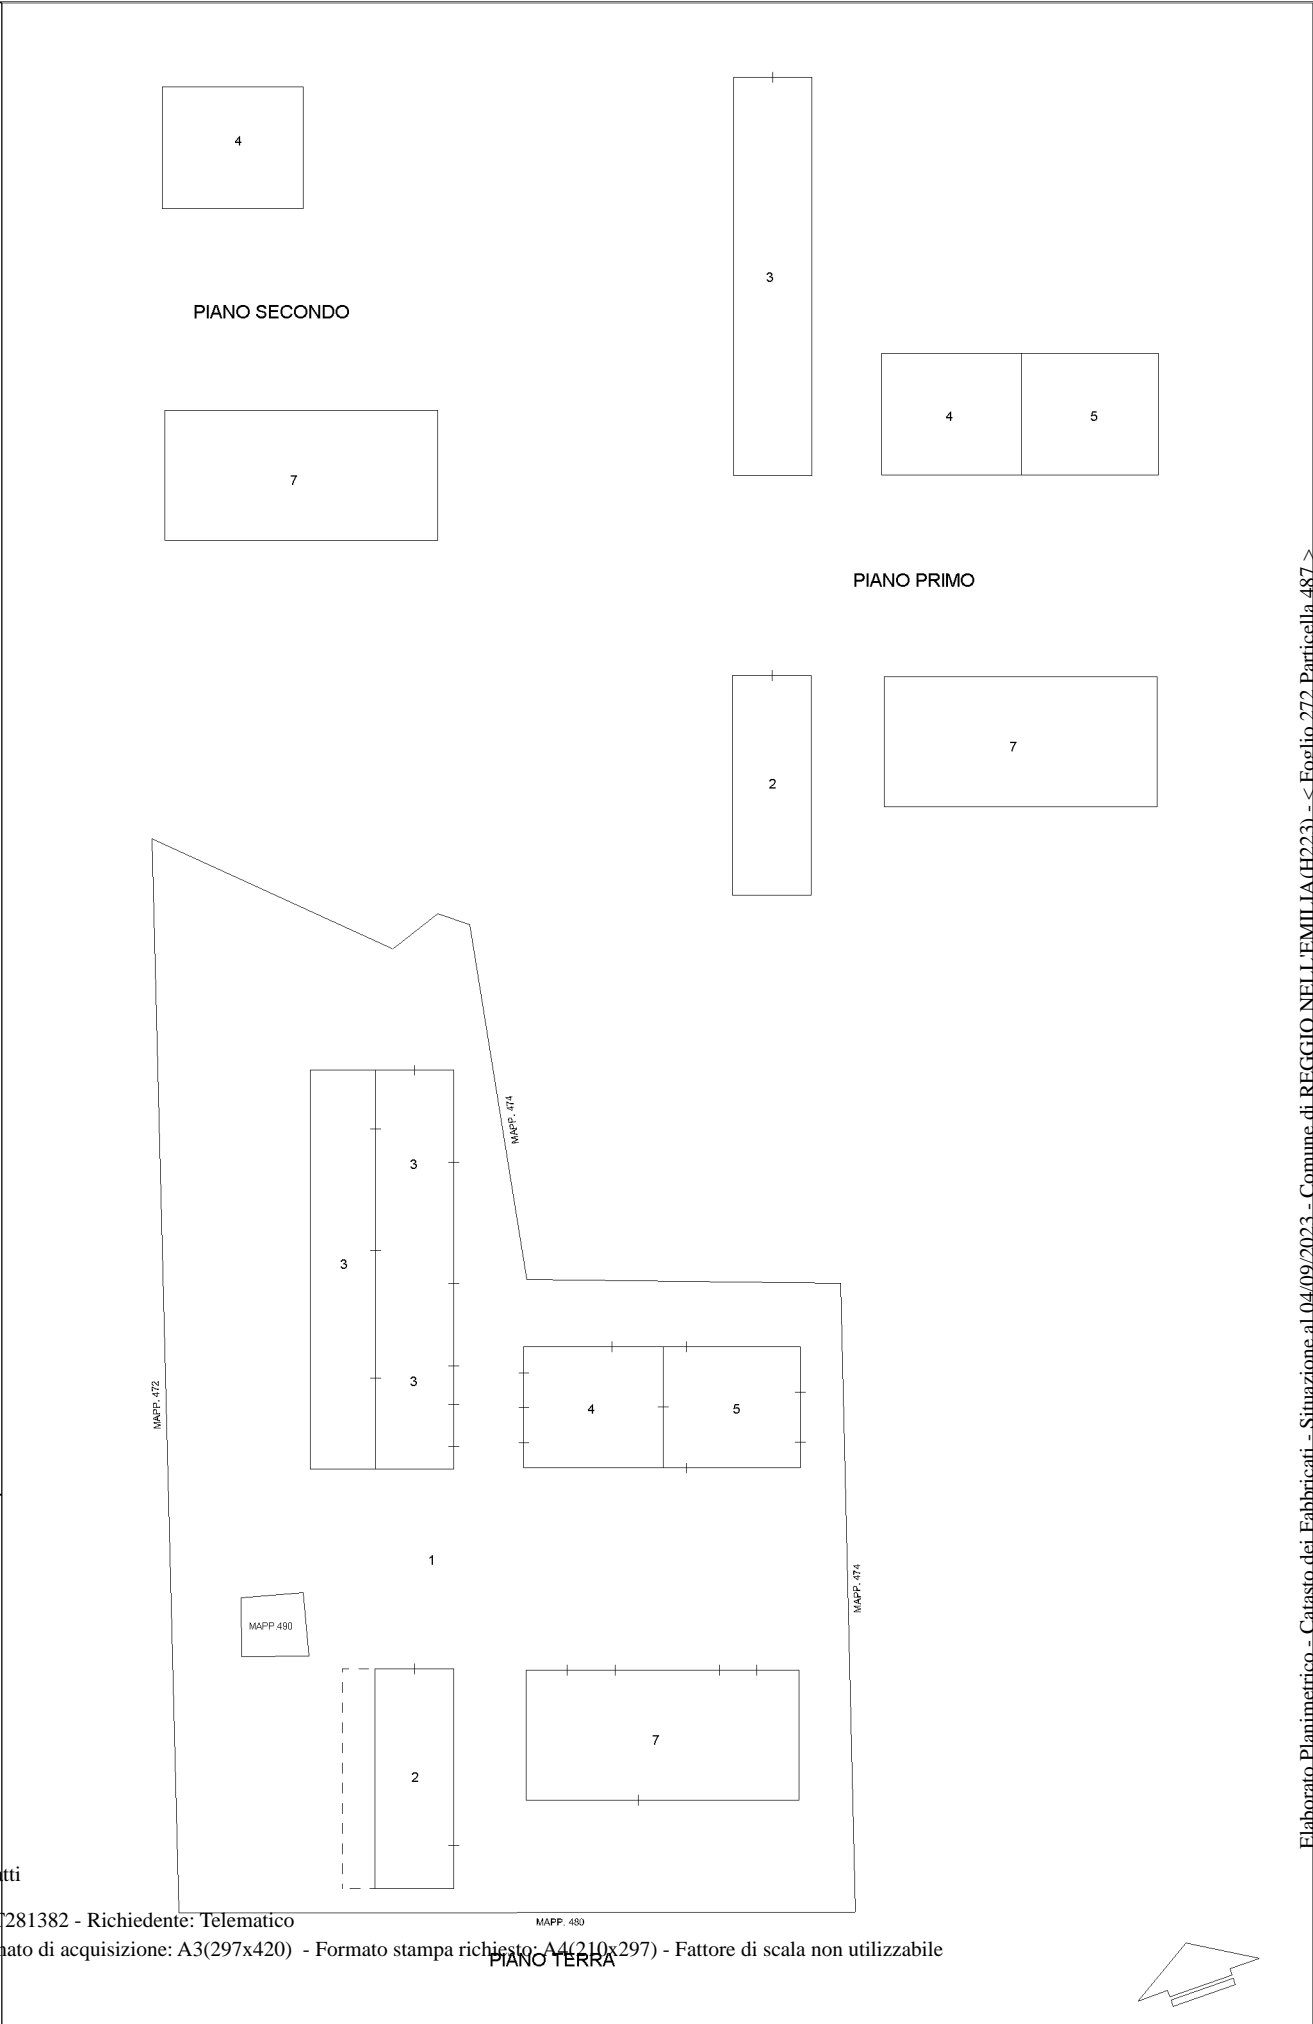 4
PIANO SECONDO
7
3
4
5
PIANO PRIMO
2
7
MAPP. 474
3
3
3
MAPP. 472
4
5
1
MAPP. 474
MAPP.490
7
2
MAPP. 480
PIANO TERRA
tti
T281382 - Richiedente: Telematico
mato di acquisizione: A3(297x420) - Formato stampa richiesto: A4(210x297) - Fattore di scala non utilizzabile
Elaborato Planimetrico - Catasto dei Fabbricati - Situazione al 04/09/2023 - Comune di REGGIO NELL'EMILIA(H223) - < Foglio 272 Particella 487 >